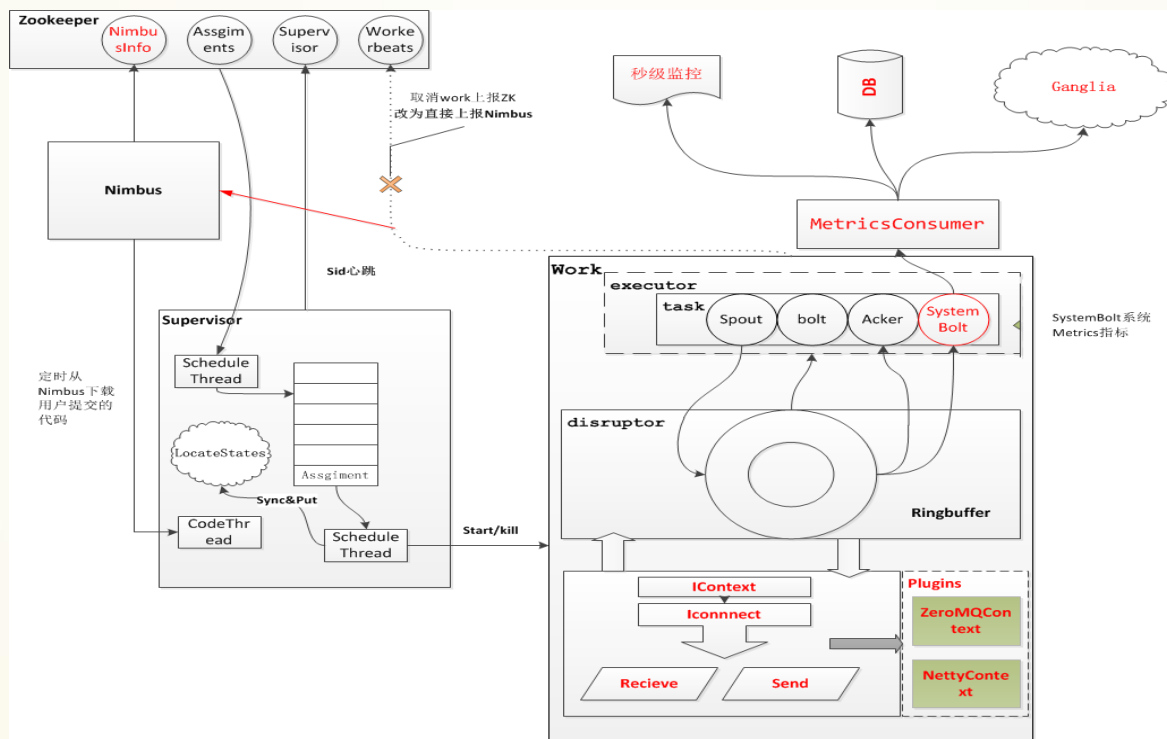 Zookeeper
Nimbu
sInfo
Assgim
ents
Superv
isor
Worke
rbeats
取消work上报ZK
改为直接上报Nimbus
秒级监控
DB
Ganglia
Nimbus
MetricsConsumer
Sid心跳
Work
executor
task
Spout
bolt
Acker
System
Bolt
SystemBolt系统
Metrics指标
Supervisor
Schedule
Thread
定时从
Nimbus下载
用户提交的
代码
LocateStates
Assgiment
Sync&Put
CodeThr
ead
Schedule
Thread
Start/kill
disruptor
Ringbuffer
IContext
Iconnnect
Recieve
Send
Plugins
ZeroMQCon
text
NettyConte
xt